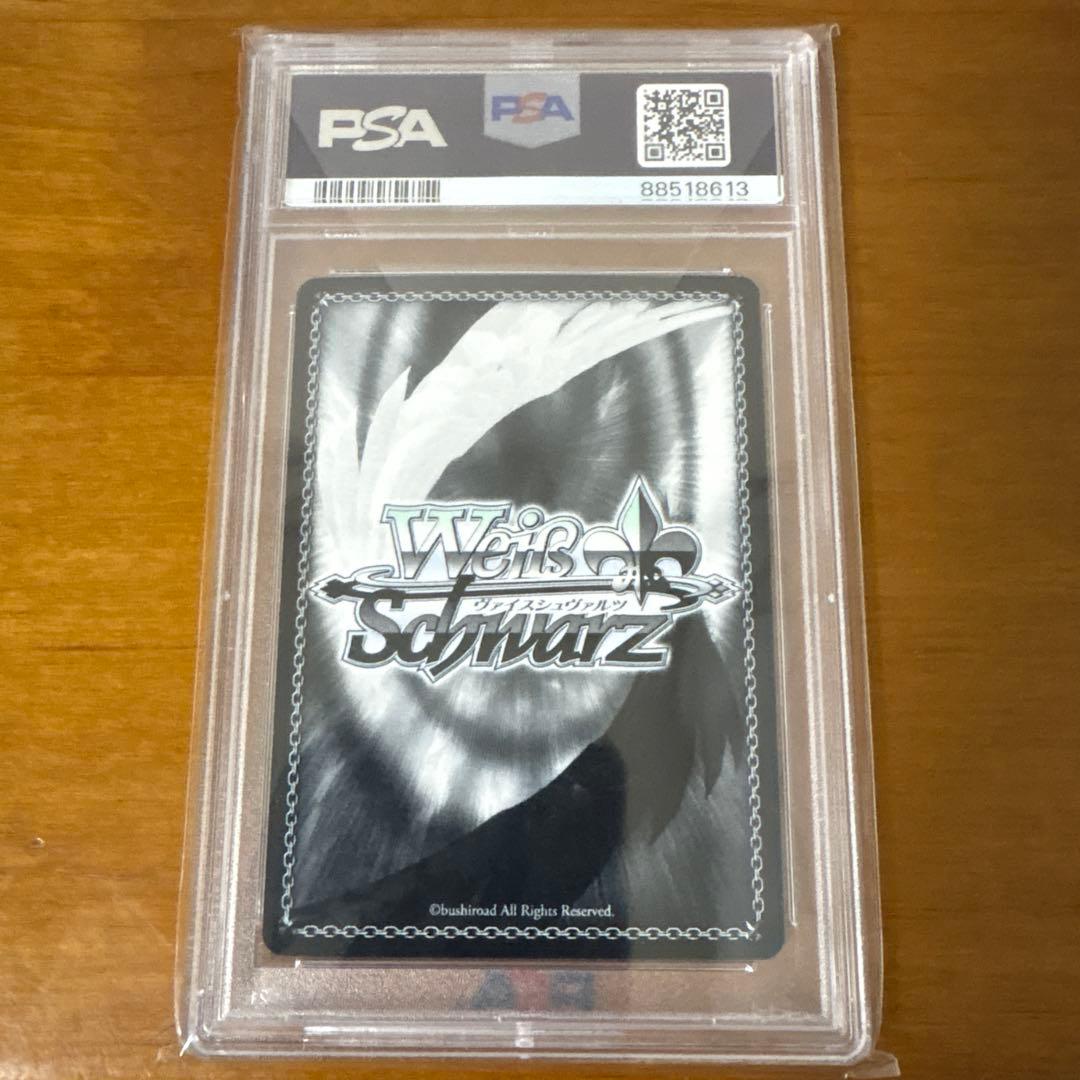 PSA
PSA
88518613
Weiß
ヴァイスシュヴァルツ
Schwarz
©bushiroad All Rights Reserved.